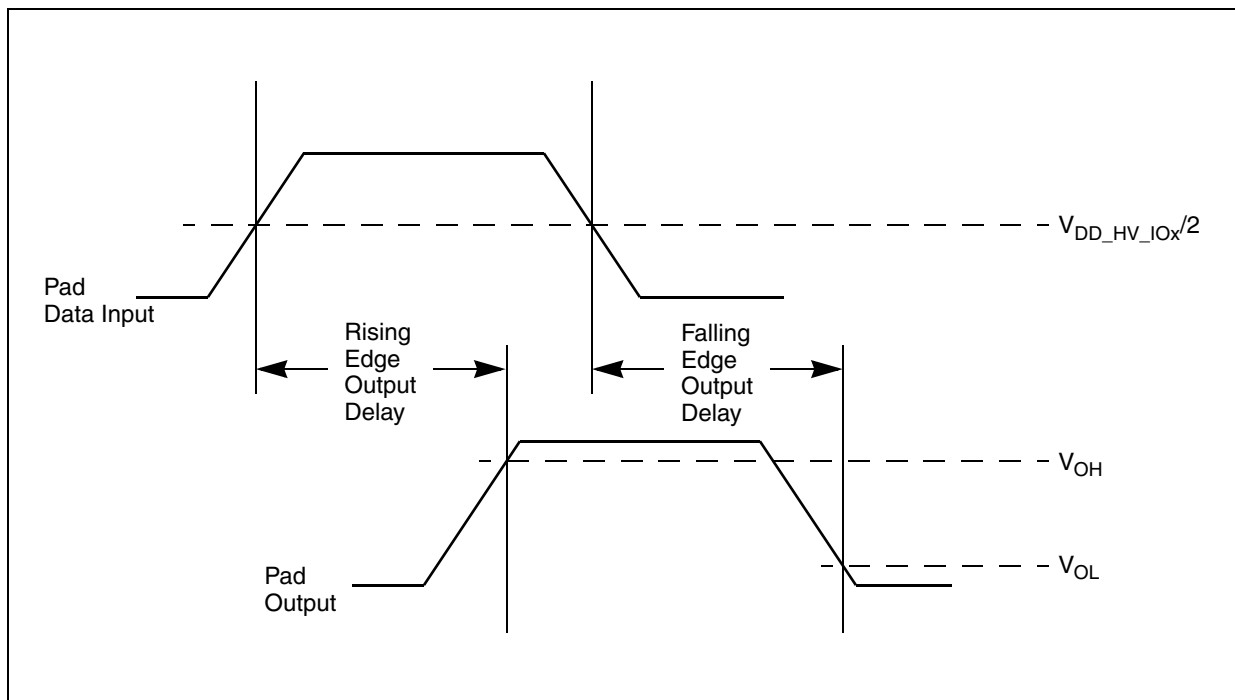 V_DD_HV_IOx/2
Pad
Data Input
Rising
Edge
Output
Delay
Falling
Edge
Output
Delay
V_OH
V_OL
Pad
Output